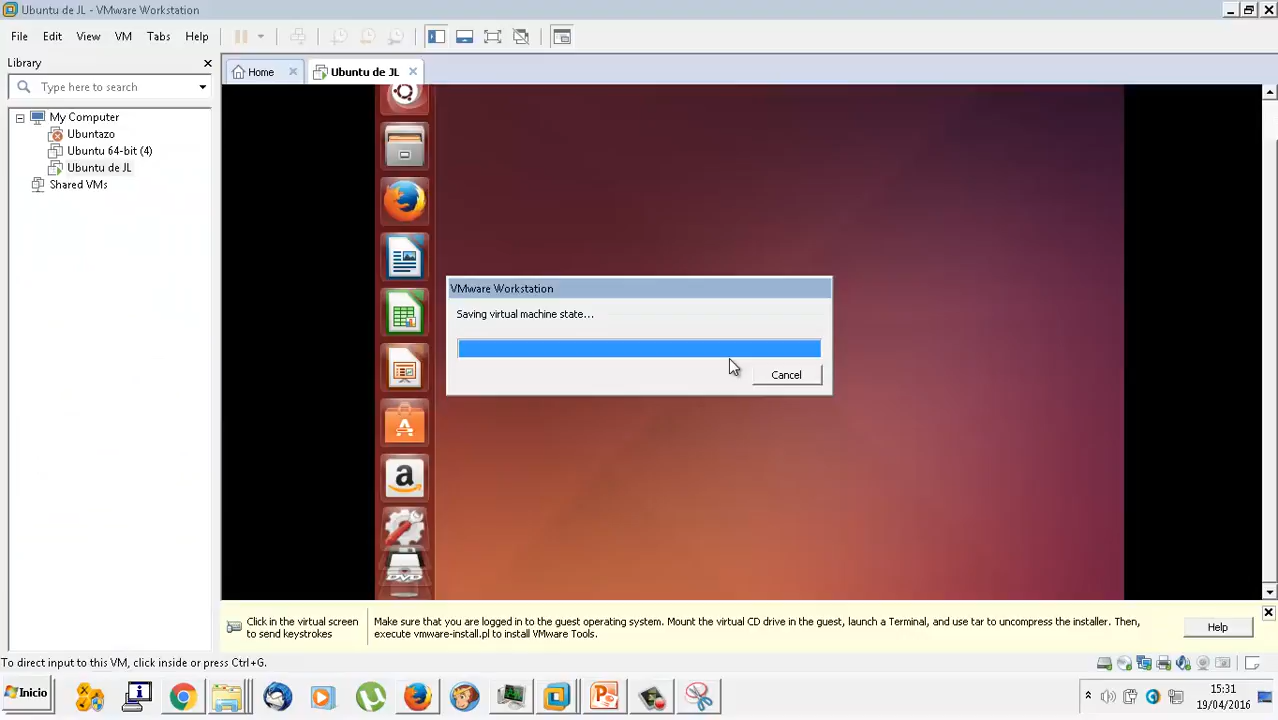 Ubuntu de JL - VMware Workstation
File Edit View VM Tabs Help
Library
Type here to search
My Computer
Ubuntazo
Ubuntu 64-bit (4)
Ubuntu de JL
Shared VMs
Home
Ubuntu de JL
VMware Workstation
Saving virtual machine state...
Cancel
a
DVD
Click in the virtual screen
to send keystrokes
Make sure that you are logged in to the guest operating system. Mount the virtual CD drive in the guest, launch a Terminal, and use tar to uncompress the installer. Then,
execute vmware-install.pl to install VMware Tools.
Help
To direct input to this VM, click inside or press Ctrl+G.
Inicio
15:31
19/04/2016